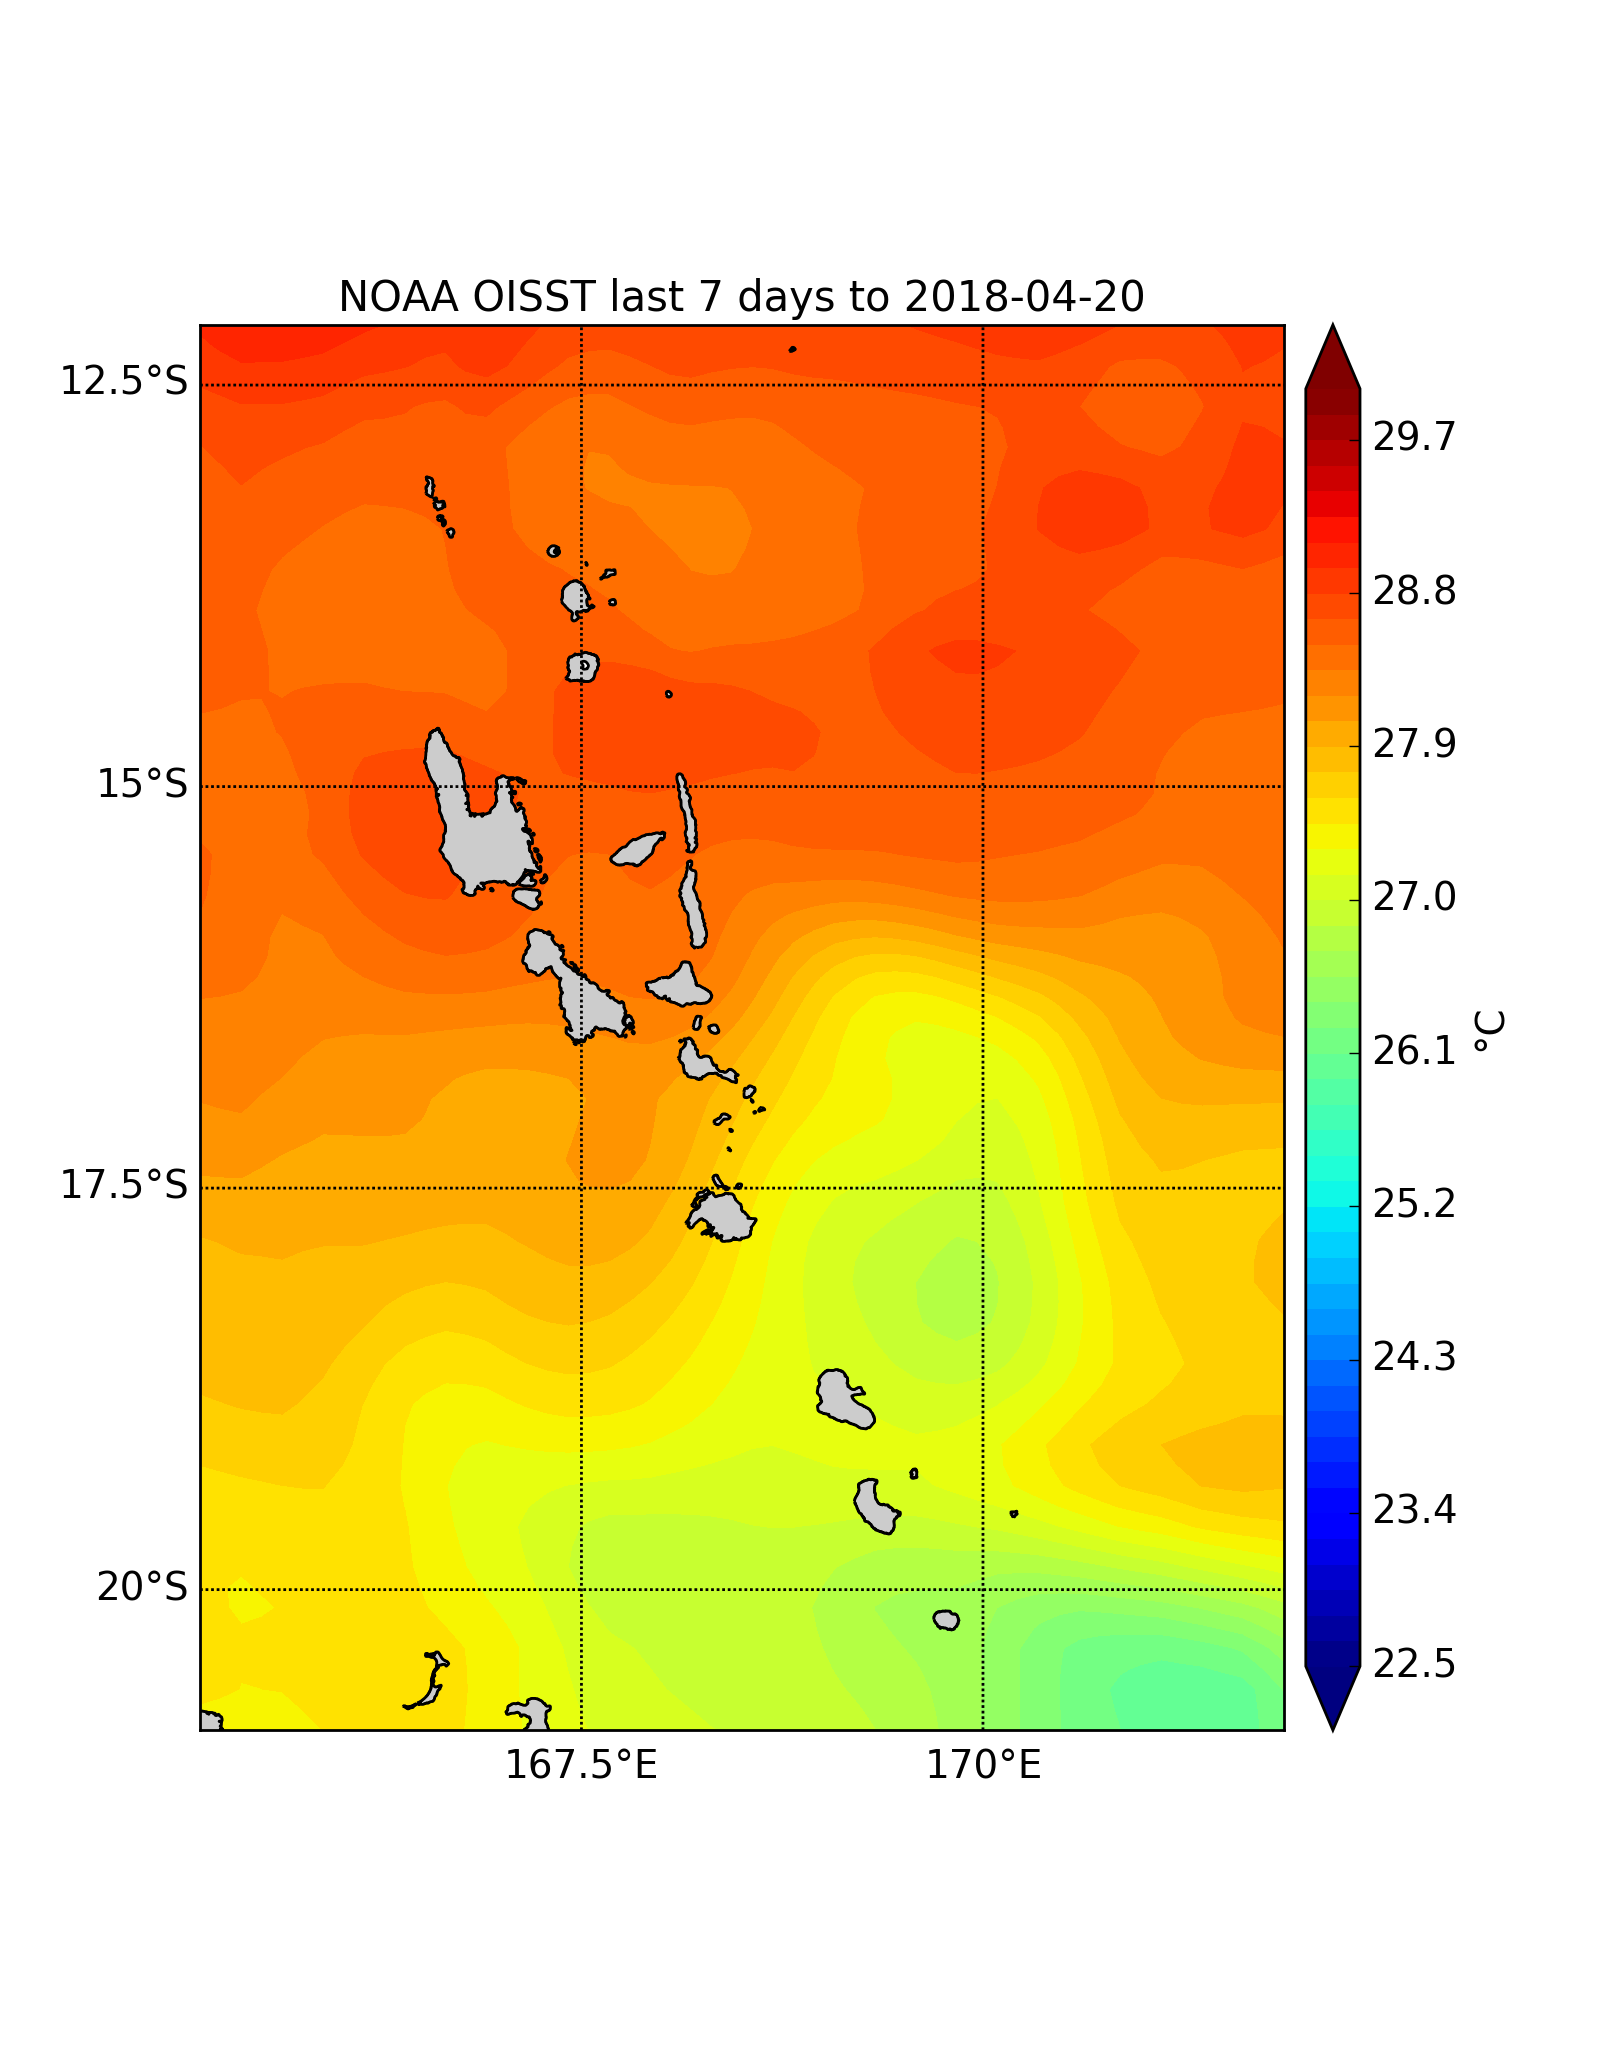 NOAA OISST last 7 days to 2018-04-20
12.5°S
15°S
17.5°S
20°S
167.5°E
170°E
29.7
28.8
27.9
27.0
26.1
25.2
24.3
23.4
22.5
°C